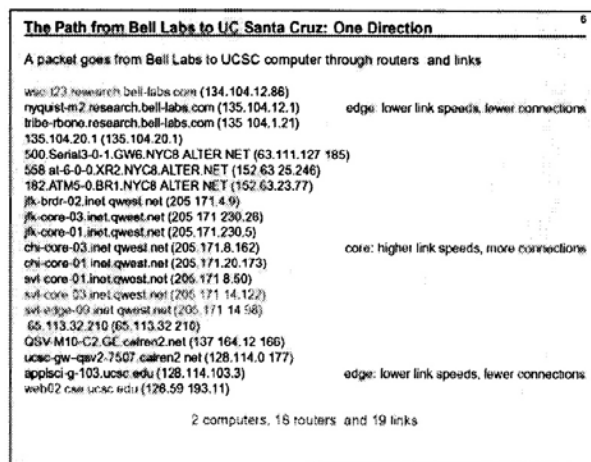 6
The Path from Bell Labs to UC Santa Cruz: One Direction
A packet goes from Bell Labs to UCSC computer through routers and links
wsc t23 research bell-labs com (134.104.12.86)
nyquist-m2.research.bell-labs.com (135.104.12.1) edge: lower link speeds, fewer connections
tribe-rbone.research.bell-labs.com (135 104.1.21)
135.104.20.1 (135.104.20.1)
500.Serial3-0-1.GW6.NYC8 ALTER NET (63.111.127 185)
558 at-6-0-0.XR2.NYC8.ALTER.NET (152 63 25.246)
182.ATM5-0.BR1.NYC8 ALTER NET (152 63.23.77)
jfk-brdr-02.inet qwest net (205 171.4.9)
jfk-core-03.inet.qwest.net (205 171 230.26)
jfk-core-01.inet.qwest.net (205 171.230.5)
chi-core-03.inet qwest.net (205 171.8.162) core: higher link speeds, more connections
chi-core-01 inet.qwest.net (205 171.20.173)
svl core-01.inet.qwest.net (205.171 8.50)
svl-core 03 inet.qwest.net (205 171 14.122)
svl-edge-09 inet qwest net (205 171 14 98)
65.113.32.210 (65.113.32 210)
QSV-M10-C2.GE.calren2.net (137 164.12 166)
ucsc-gw-qsv2-7507 calren2 net (128.114.0 177)
appisci-g-103.ucsc edu (128.114.103.3) edge: lower link speeds, fewer connections
web02 cse ucsc edu (128.59 193.11)
2 computers, 16 routers and 19 links